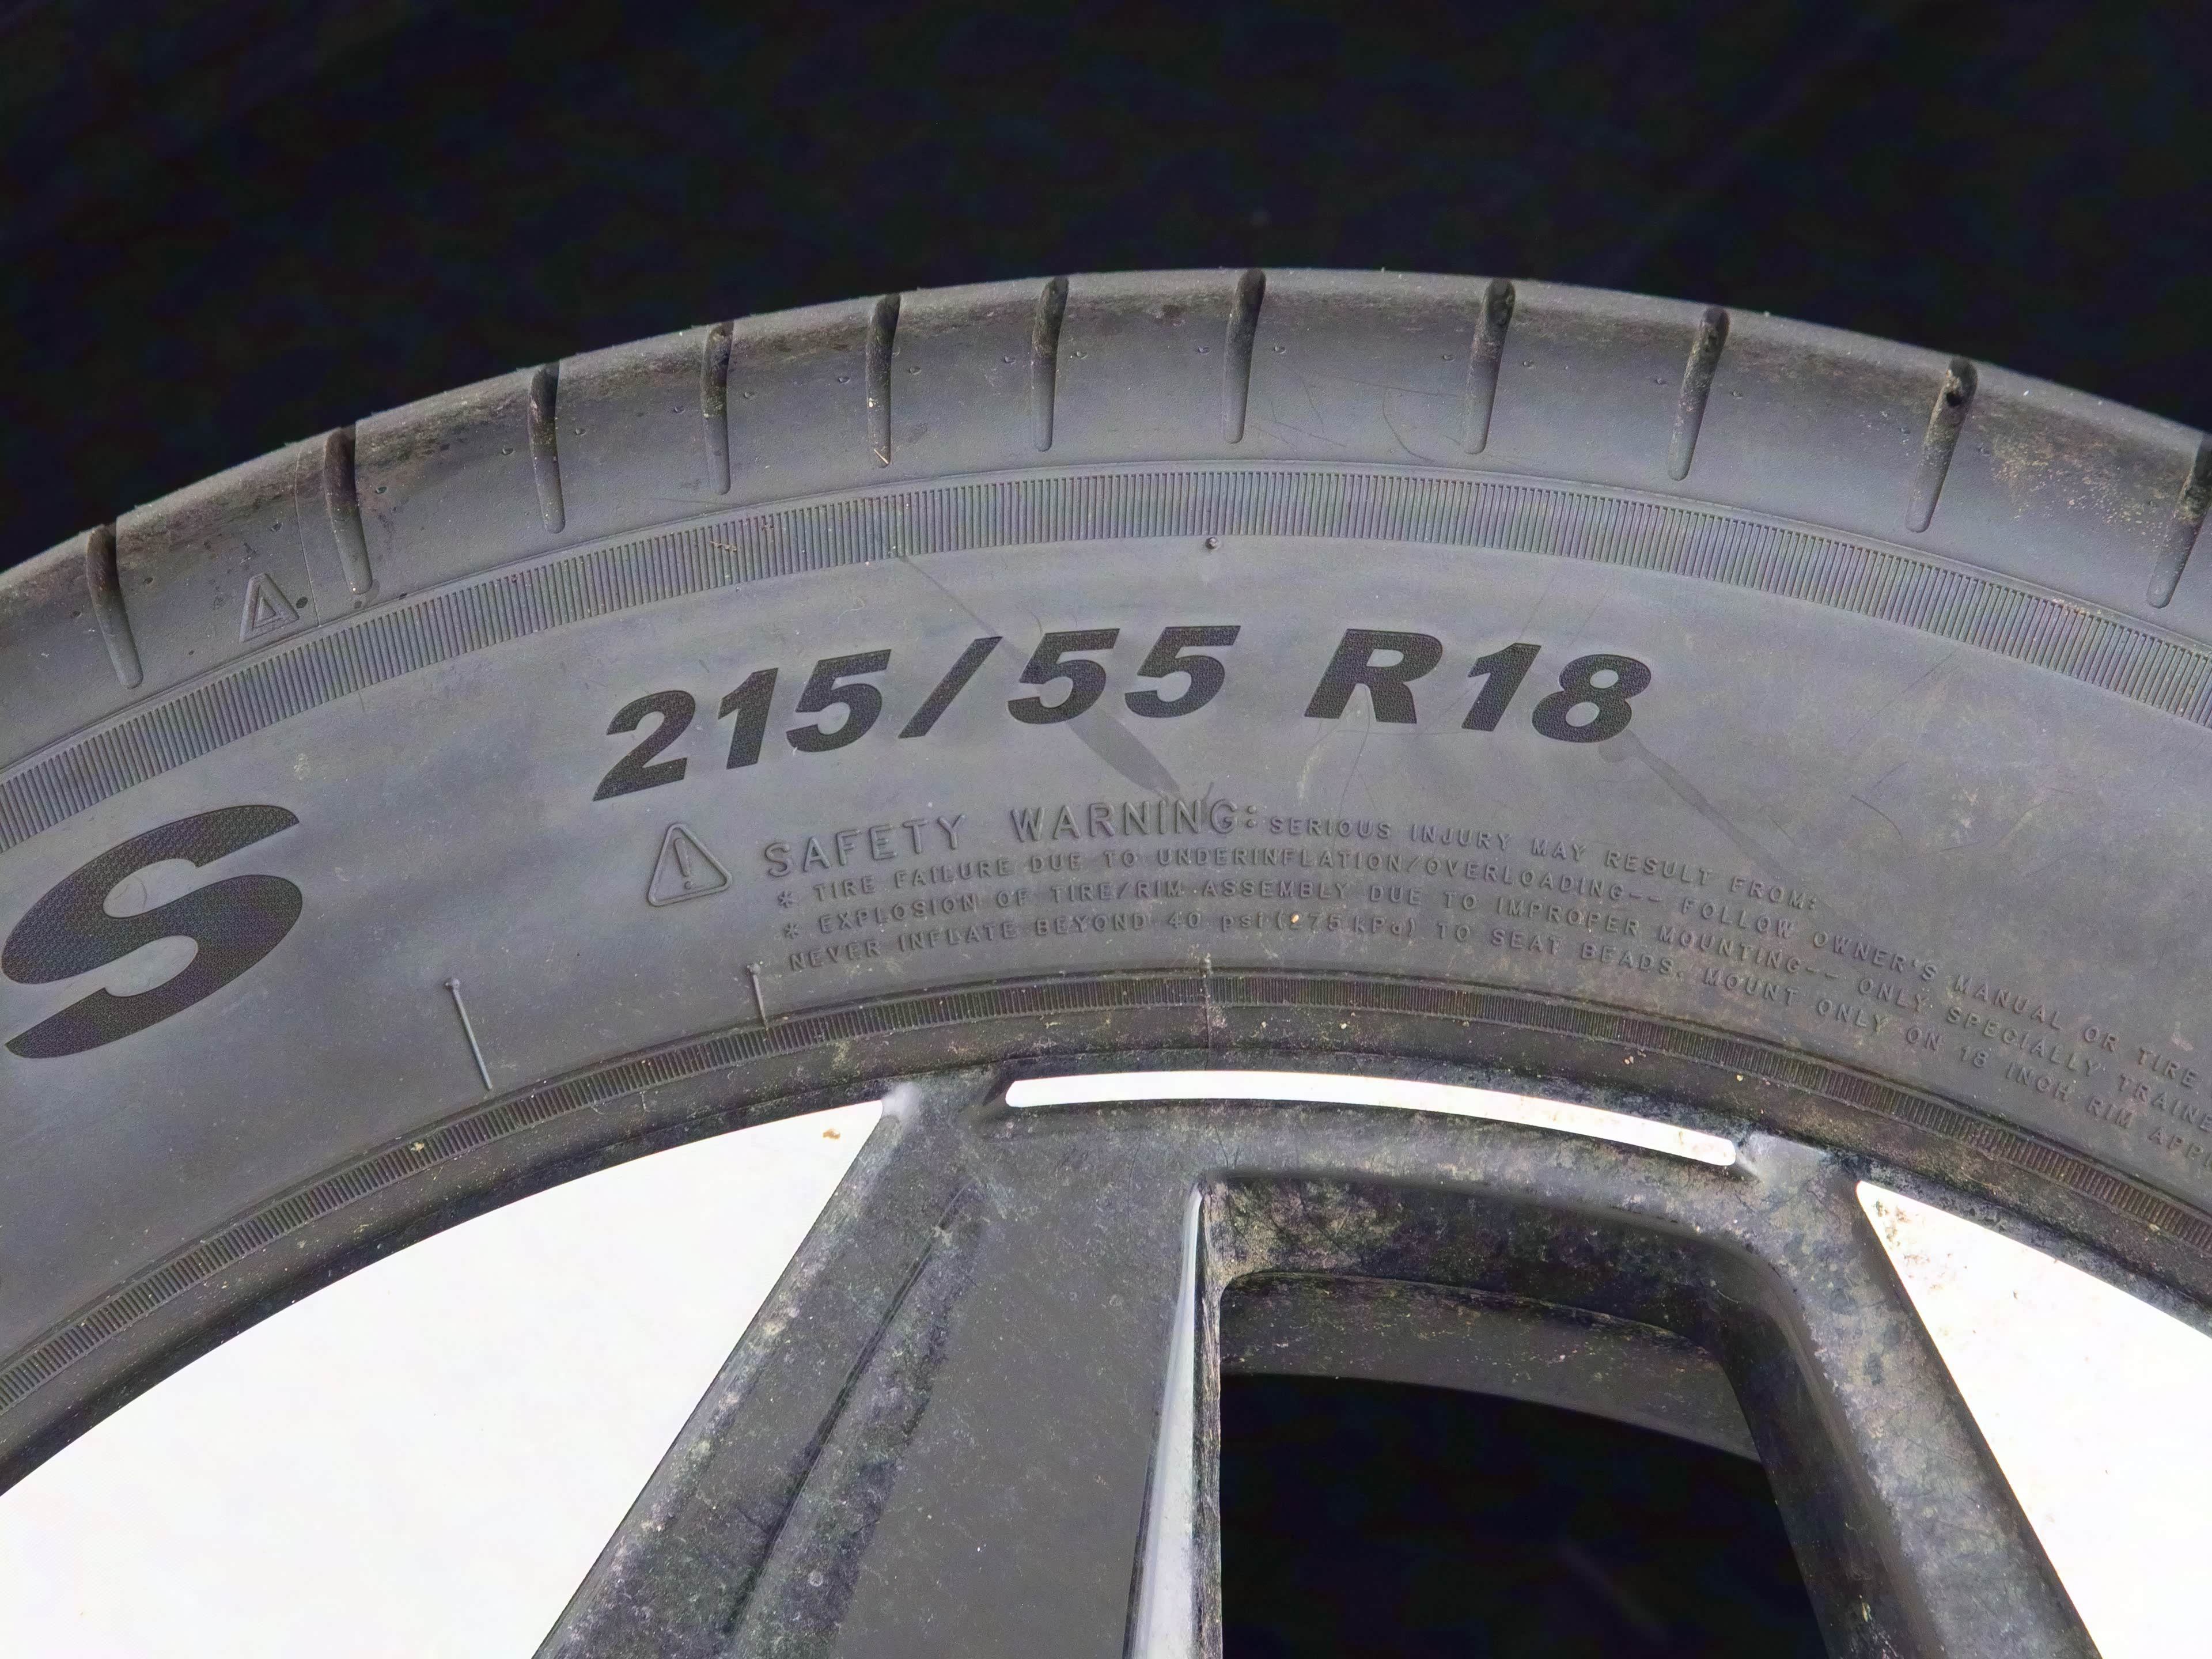 215/55 R18
S
SAFETY WARNING: SERIOUS INJURY MAY RESULT FROM:
* TIRE FAILURE DUE TO UNDERINFLATION/OVERLOADING-- FOLLOW OWNER'S MANUAL OR TIRE
* EXPLOSION OF TIRE/RIM ASSEMBLY DUE TO IMPROPER MOUNTING-- ONLY SPECIALLY TRAINE
NEVER INFLATE BEYOND 40 psi (275 kPa) TO SEAT BEADS. MOUNT ONLY ON 18 INCH RIM APPR